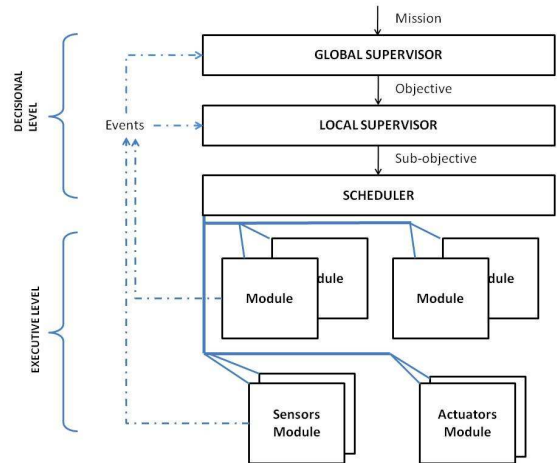 Mission
GLOBAL SUPERVISOR
Objective
DECISIONAL
LEVEL
Events
LOCAL SUPERVISOR
Sub-objective
SCHEDULER
EXECUTIVE LEVEL
dule
dule
Module
Module
Sensors
Module
Actuators
Module